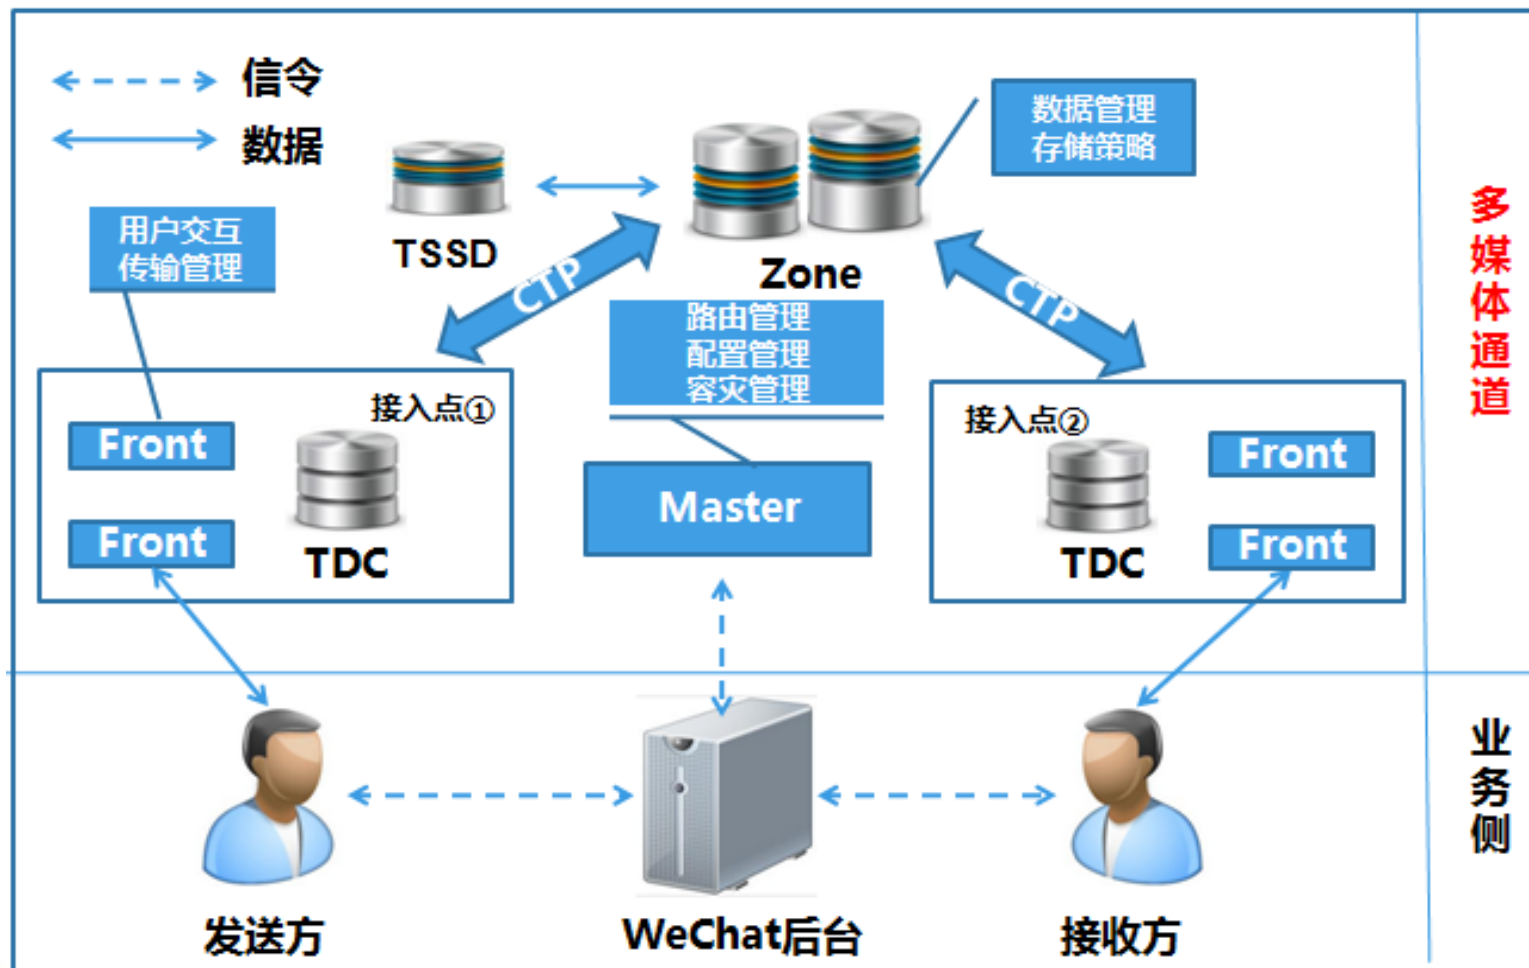 信令
数据
数据管理
存储策略
用户交互
传输管理
TSSD
Zone
CTP
CTP
路由管理
配置管理
容灾管理
接入点①
Front
Front
TDC
Master
接入点②
Front
Front
TDC
多媒体通道
发送方
WeChat后台
接收方
业务侧